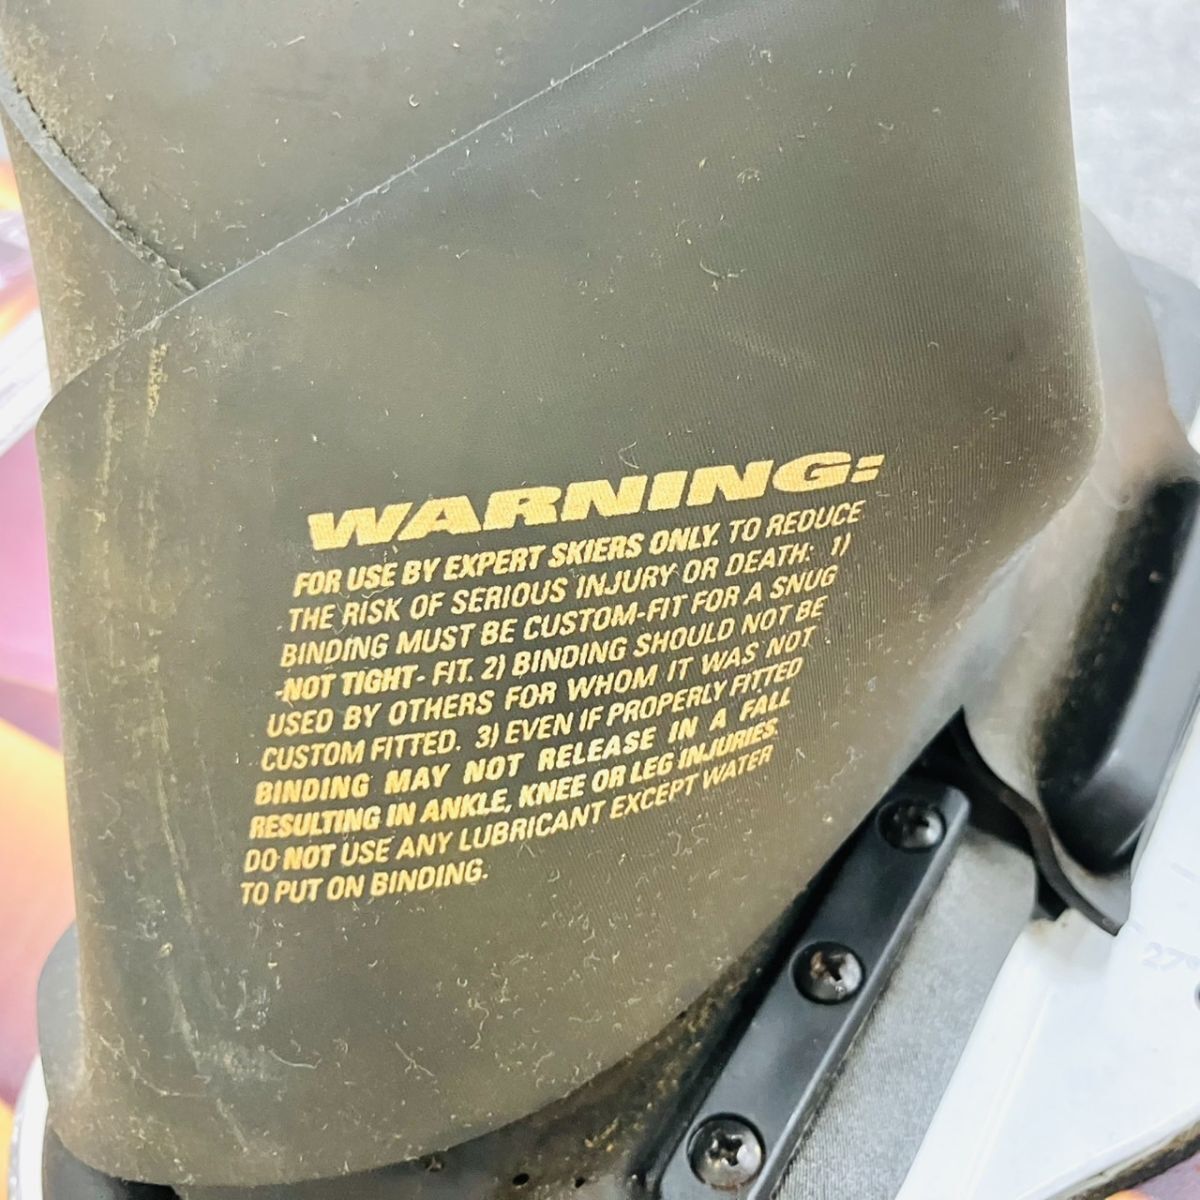 WARNING:
FOR USE BY EXPERT SKIERS ONLY. TO REDUCE
THE RISK OF SERIOUS INJURY OR DEATH: 1)
BINDING MUST BE CUSTOM-FIT FOR A SNUG
-NOT TIGHT- FIT. 2) BINDING SHOULD NOT BE
USED BY OTHERS FOR WHOM IT WAS NOT
CUSTOM FITTED. 3) EVEN IF PROPERLY FITTED
BINDING MAY NOT RELEASE IN A FALL
RESULTING IN ANKLE, KNEE OR LEG INJURIES.
DO NOT USE ANY LUBRICANT EXCEPT WATER
TO PUT ON BINDING.
27°